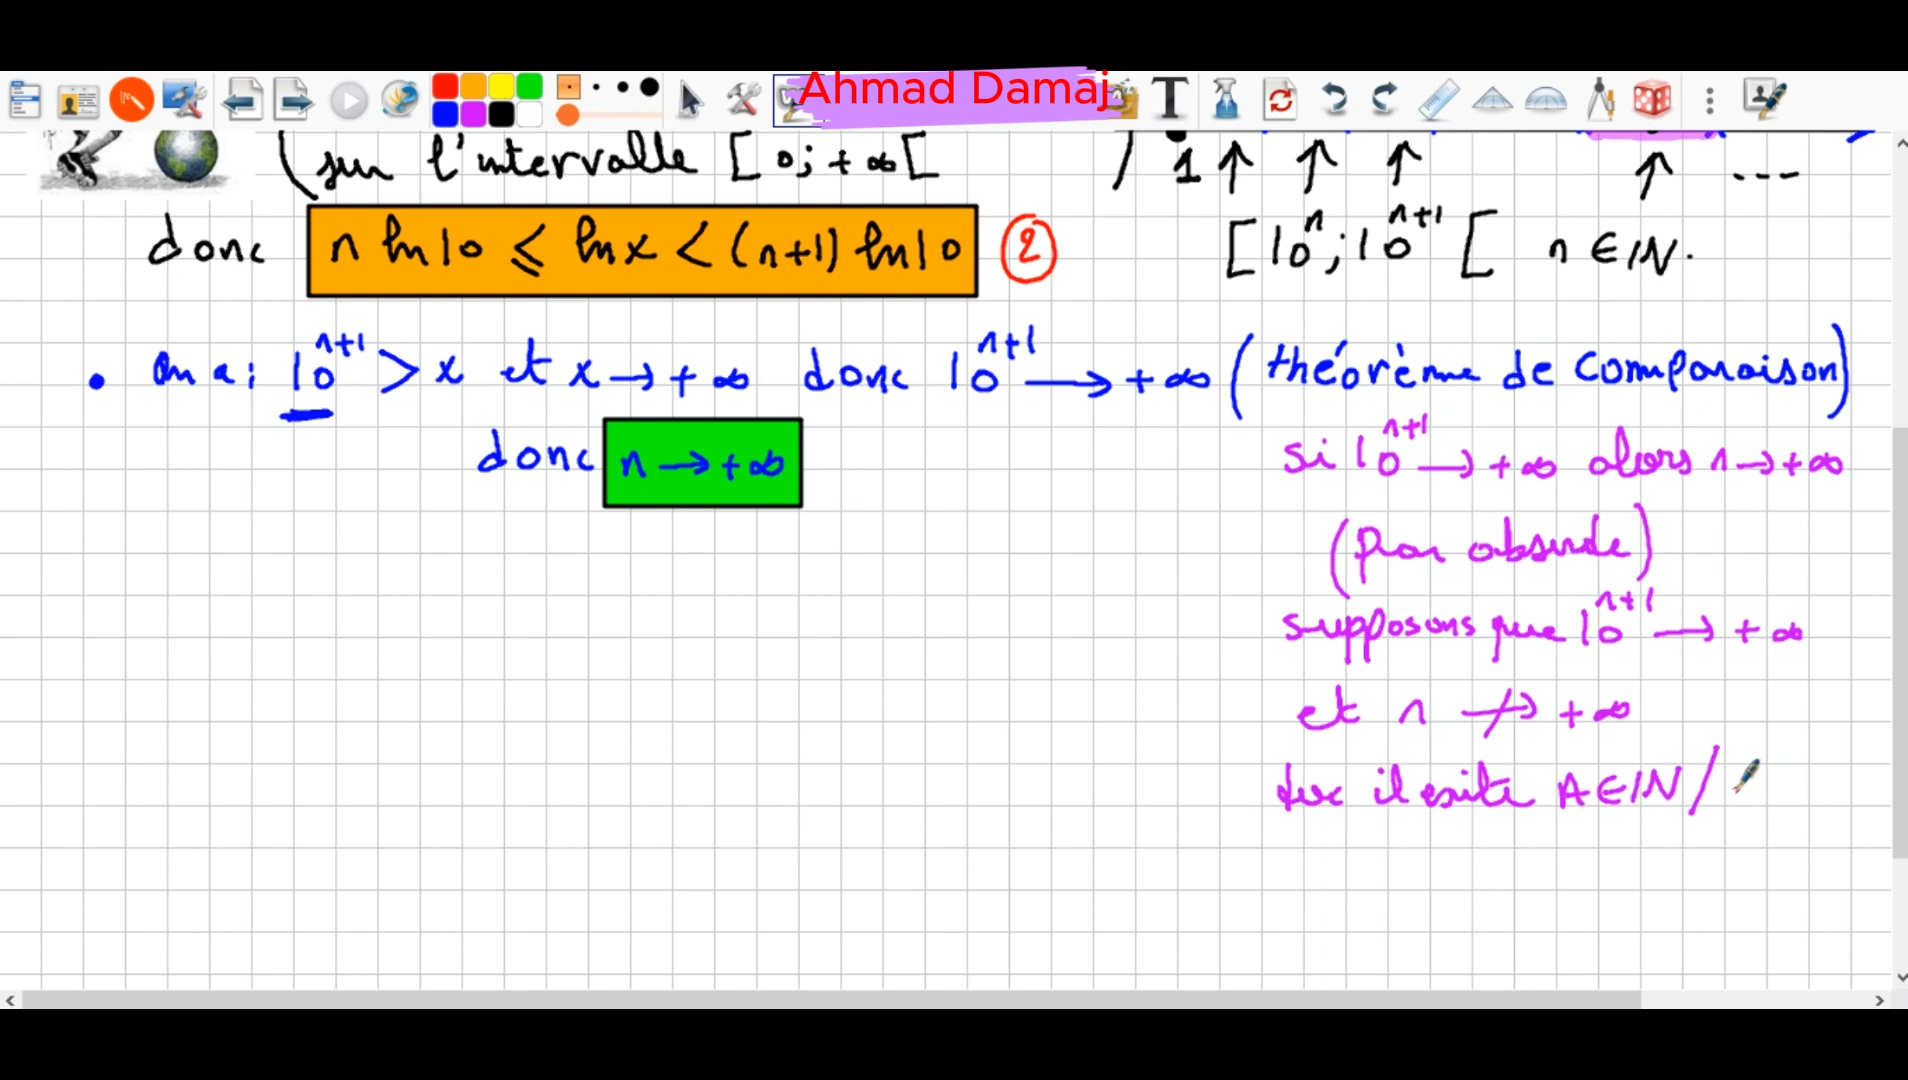 Ahmad Damaj
(sur l'intervalle [0; +∞[ )
1 ↑ ↑ ↑ ↑ ...
donc n ln10 ≤ ln x < (n+1) ln10 ②
[10^n; 10^{n+1}[ n ∈ IN.
• on a : 10^{n+1} > x et x → +∞ donc 10^{n+1} → +∞ (théorème de comparaison)
donc n → +∞
si 10^{n+1} → +∞ alors n → +∞
(par absurde)
supposons que 10^{n+1} → +∞
et n ↛ +∞
donc il existe A ∈ IN /